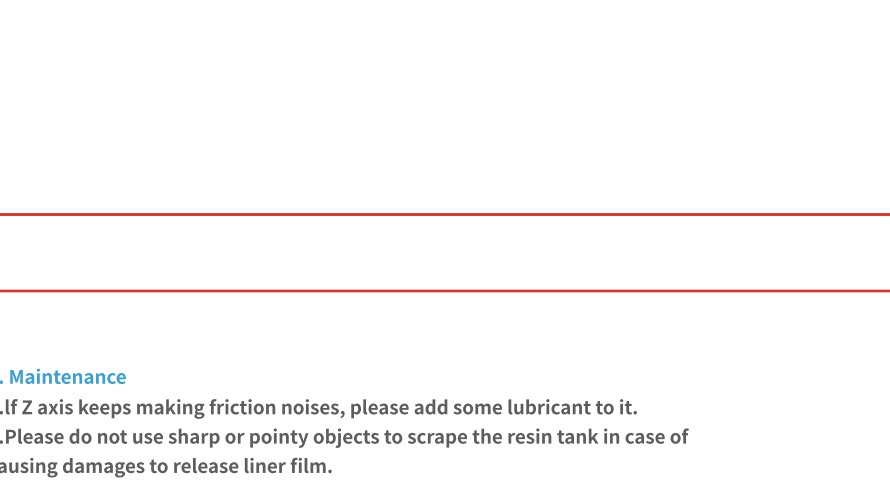 . Maintenance
.lf Z axis keeps making friction noises, please add some lubricant to it.
.Please do not use sharp or pointy objects to scrape the resin tank in case of
ausing damages to release liner film.